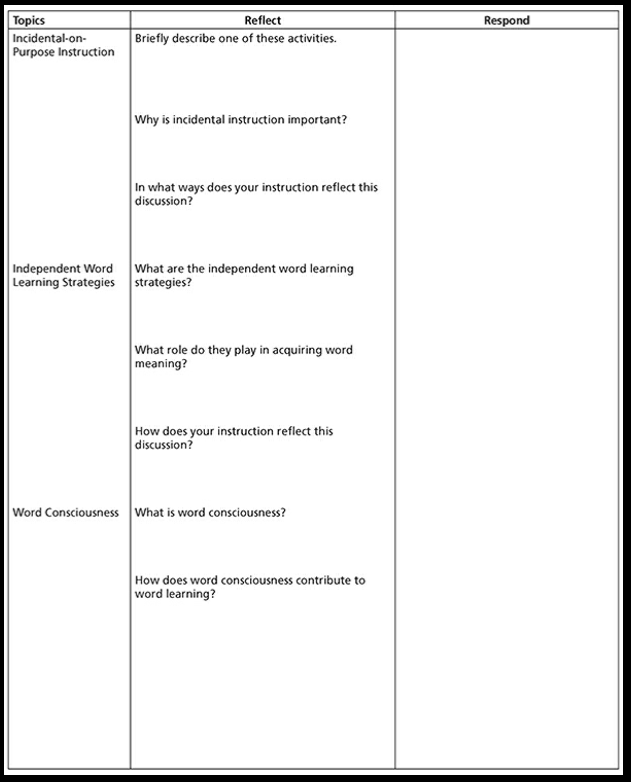 Topics Reflect Respond
Incidental-on-
Purpose Instruction
Briefly describe one of these activities.
Why is incidental instruction important?
In what ways does your instruction reflect this
discussion?
Independent Word
Learning Strategies
What are the independent word learning
strategies?
What role do they play in acquiring word
meaning?
How does your instruction reflect this
discussion?
Word Consciousness
What is word consciousness?
How does word consciousness contribute to
word learning?